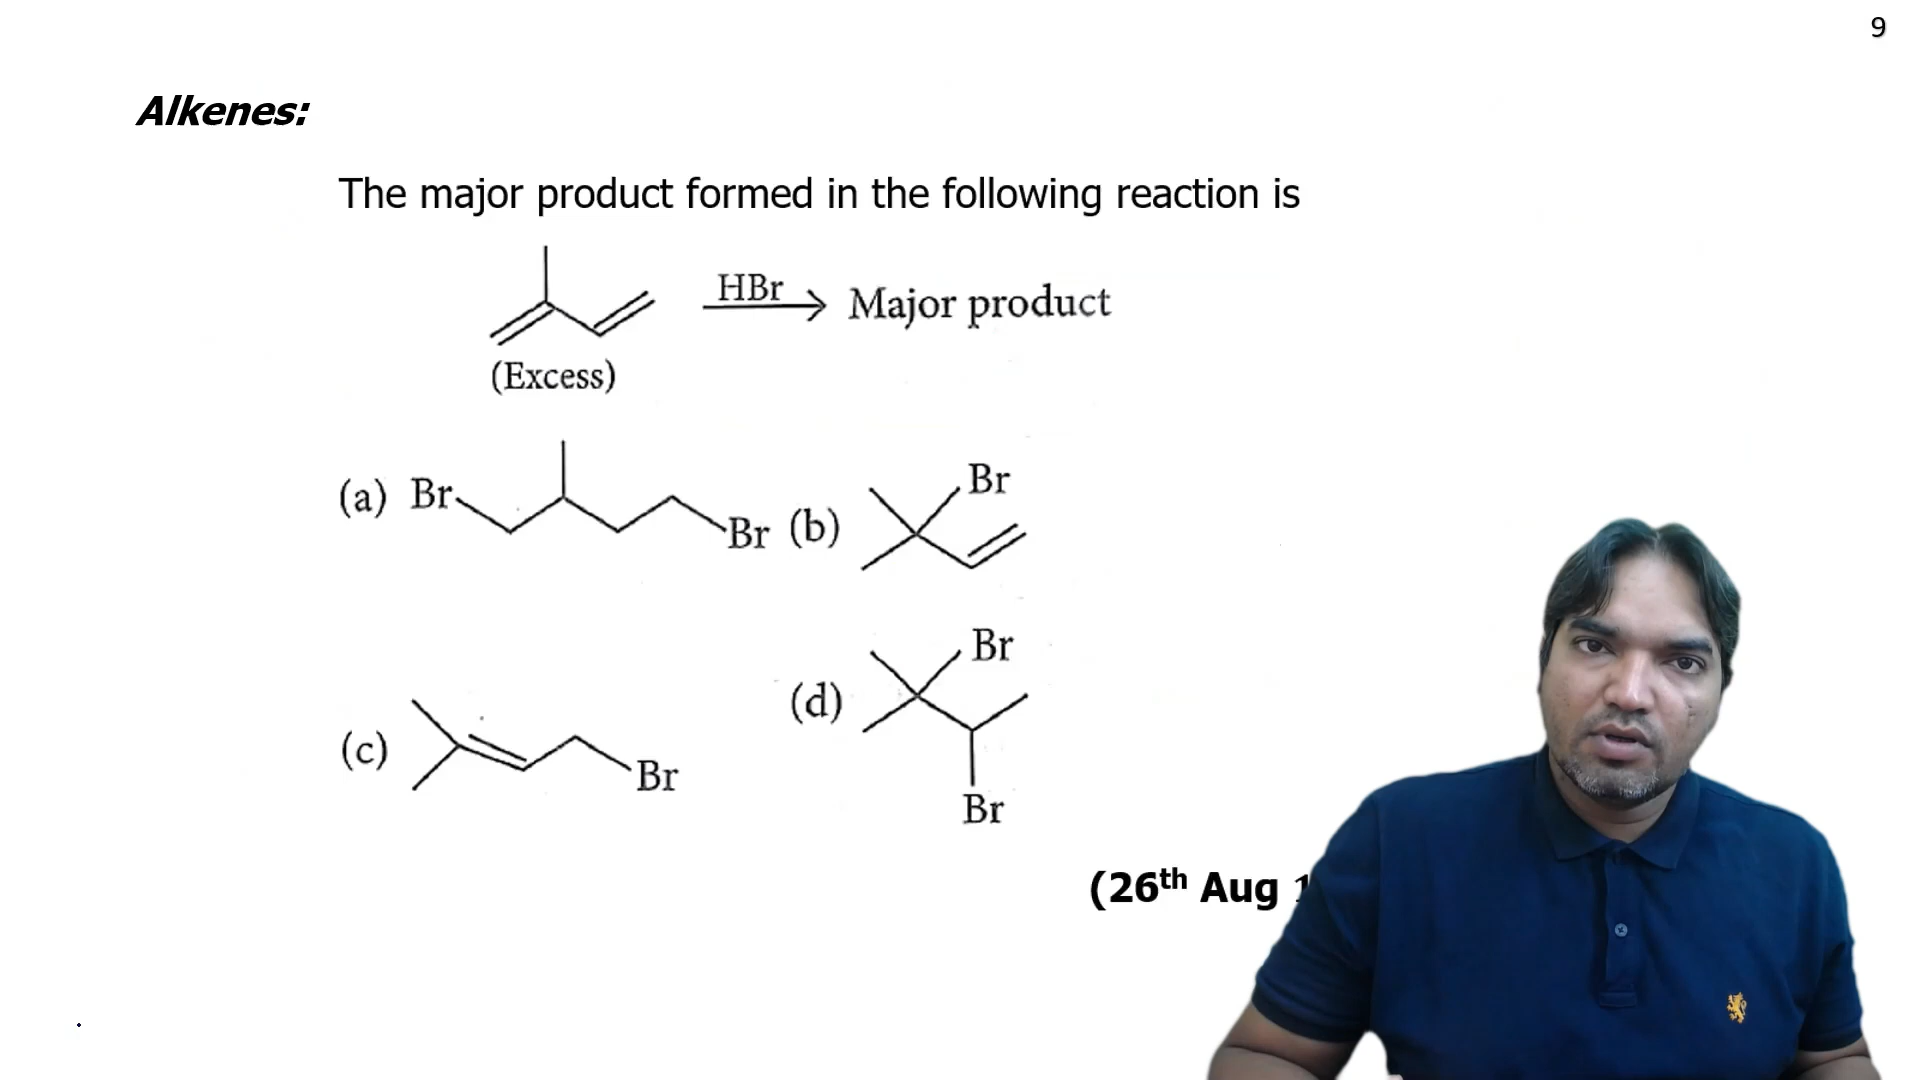 9
Alkenes:
The major product formed in the following reaction is
HBr
Major product
(Excess)
(a) Br Br (b) Br
(c) Br (d) Br Br
(26th Aug